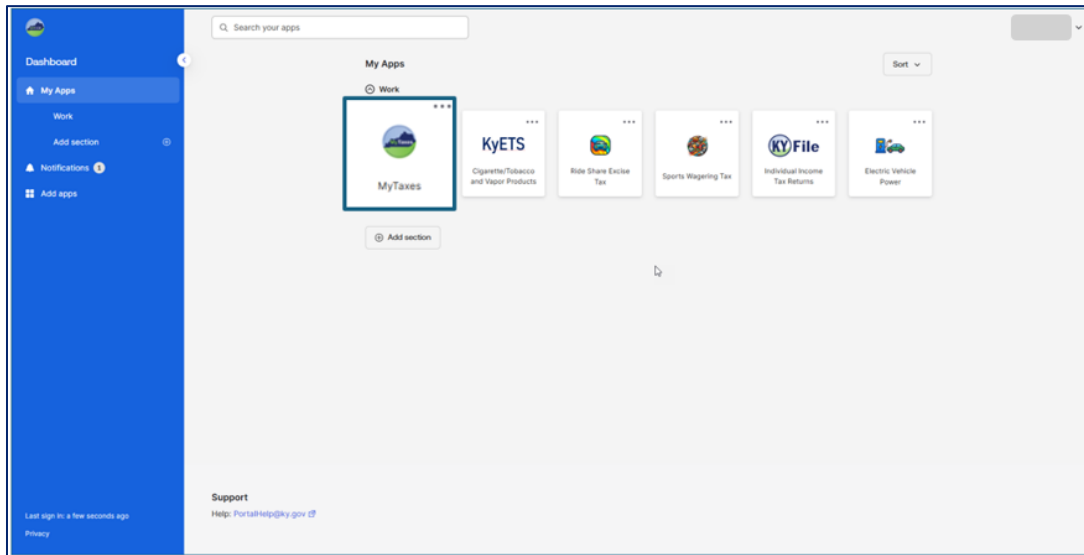 Search your apps
Dashboard
My Apps
Work
Add section
Notifications 1
Add apps
Last sign in: a few seconds ago
Privacy
My Apps
Sort
Work
MyTaxes
MyTaxes
KyETS
Cigarette/Tobacco
and Vapor Products
Ride Share Excise
Tax
Sports Wagering Tax
KY File
Individual Income
Tax Returns
Electric Vehicle
Power
Add section
Support
Help: PortalHelp@ky.gov